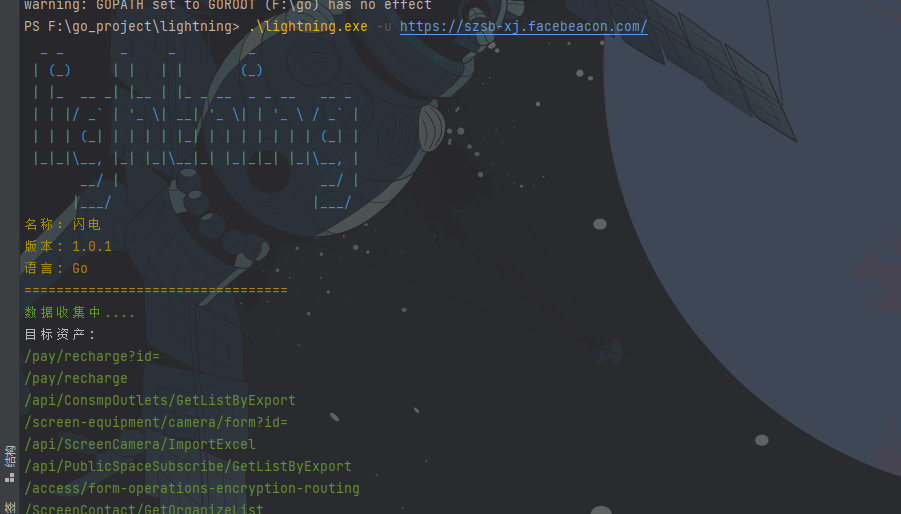 warning: GOPATH set to GOROOT (F:\go) has no effect
PS F:\go_project\lightning> .\lightning.exe -u https://szsb-xj.facebeacon.com/
名称: 闪电
版本: 1.0.1
语言: Go
=================================
数据收集中....
目标资产:
/pay/recharge?id=
/pay/recharge
/api/ConsmpOutlets/GetListByExport
/screen-equipment/camera/form?id=
/api/ScreenCamera/ImportExcel
/api/PublicSpaceSubscribe/GetListByExport
/access/form-operations-encryption-routing
/ScreenContact/GetOrganizeList
结构